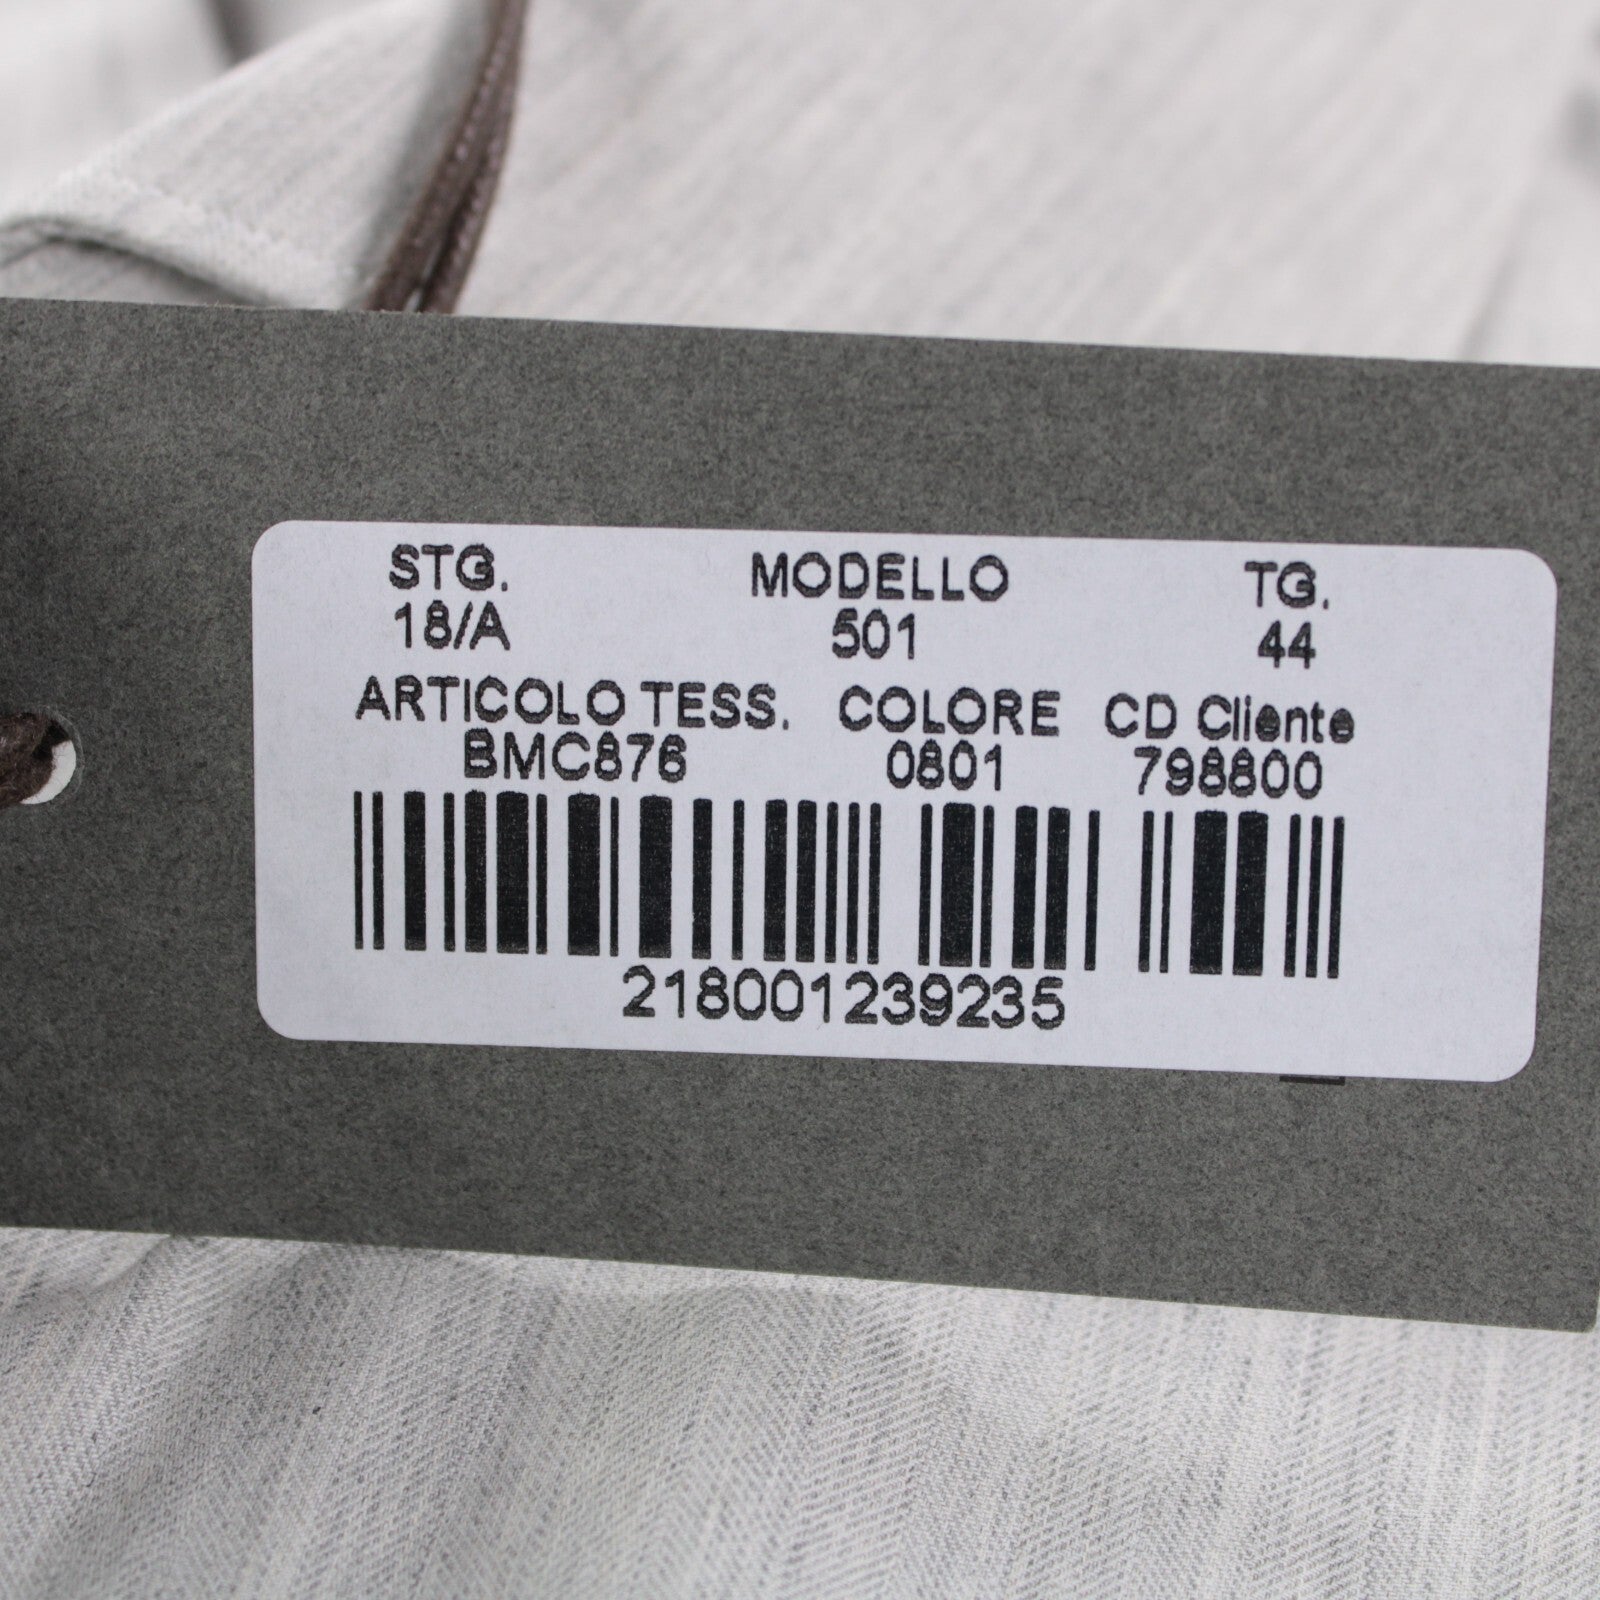 STG. MODELLO TG.
18/A 501 44
ARTICOLO TESS. COLORE CD Cliente
BMC876 0801 798800
218001239235